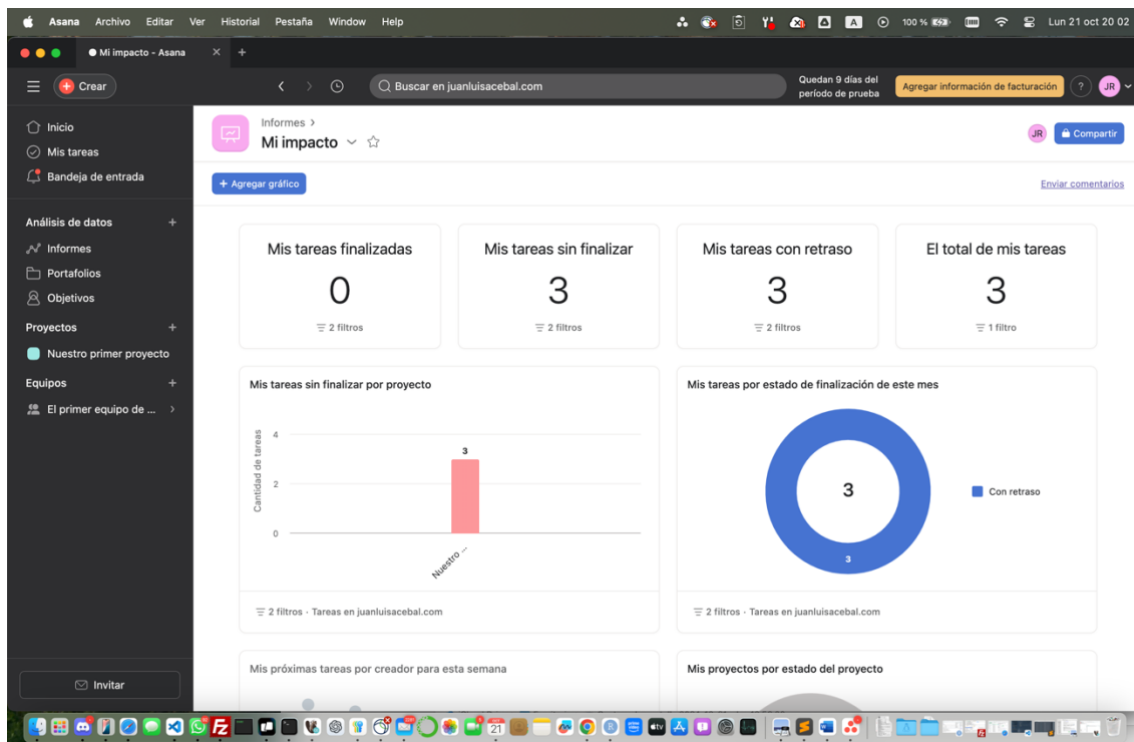 Asana Archivo Editar Ver Historial Pestaña Window Help
A 100 % Lun 21 oct 20 02
Mi impacto - Asana
Crear
Buscar en juanluisacebal.com
Quedan 9 días del
período de prueba
Agregar información de facturación
?
JR
Inicio
Mis tareas
Bandeja de entrada
Análisis de datos
Informes
Portafolios
Objetivos
Proyectos
Nuestro primer proyecto
Equipos
El primer equipo de ...
Invitar
Informes
Mi impacto
JR
Compartir
+ Agregar gráfico
Enviar comentarios
Mis tareas finalizadas
0
2 filtros
Mis tareas sin finalizar
3
2 filtros
Mis tareas con retraso
3
2 filtros
El total de mis tareas
3
1 filtro
Mis tareas sin finalizar por proyecto
Cantidad de tareas
4
2
0
3
Nuestro ...
2 filtros · Tareas en juanluisacebal.com
Mis tareas por estado de finalización de este mes
3
3
Con retraso
2 filtros · Tareas en juanluisacebal.com
Mis próximas tareas por creador para esta semana
Mis proyectos por estado del proyecto